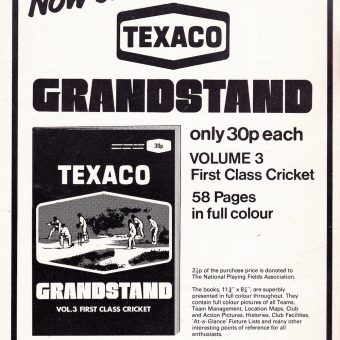 NOW
TEXACO
GRANDSTAND
30p
TEXACO
GRANDSTAND
VOL.3 FIRST CLASS CRICKET
only 30p each
VOLUME 3
First Class Cricket
58 Pages
in full colour
2½p of the purchase price is donated to
The National Playing Fields Association.
The books, 11¾" x 8¼", are superbly
presented in full colour throughout. They
contain full colour pictures of all Teams,
Team Management, Location Maps, Club
and Action Pictures, Histories, Club Facilities,
'At-a-Glance' Fixture Lists and many other
interesting points of reference for all
enthusiasts.